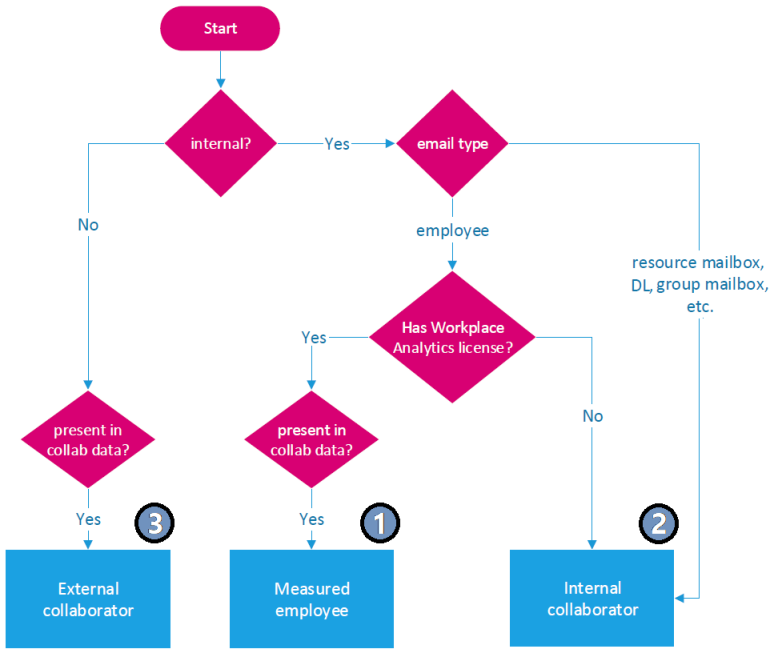 Start
internal?
Yes
email type
No
employee
resource mailbox,
DL, group mailbox,
etc.
Has Workplace
Analytics license?
Yes
No
present in
collab data?
present in
collab data?
Yes
3
Yes
1
2
External
collaborator
Measured
employee
Internal
collaborator